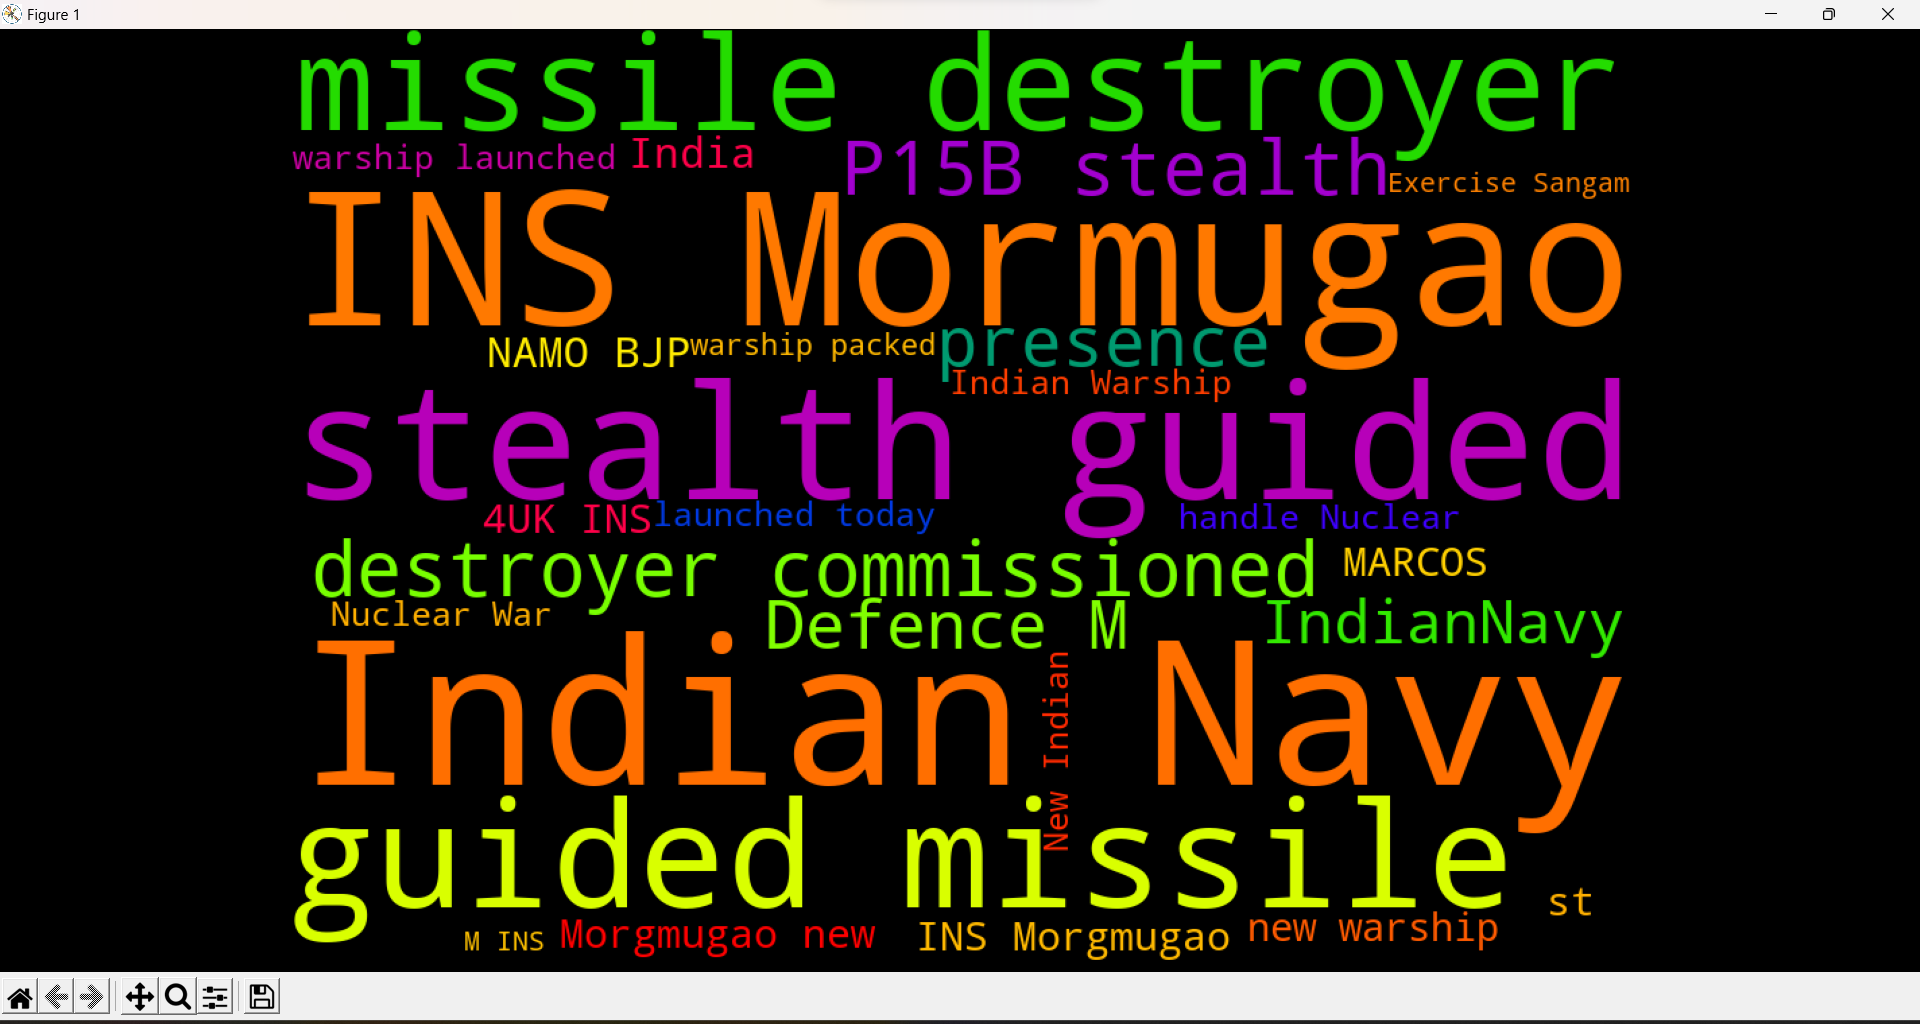 Figure 1
missile destroyer
warship launched India P15B stealth Exercise Sangam
INS Mormugao
NAMO BJP warship packed presence
Indian Warship
stealth guided
4UK INS launched today handle Nuclear
destroyer commissioned MARCOS
Nuclear War Defence M IndianNavy
Indian Navy
New Indian
guided missile
st
M INS Morgmugao new INS Morgmugao new warship